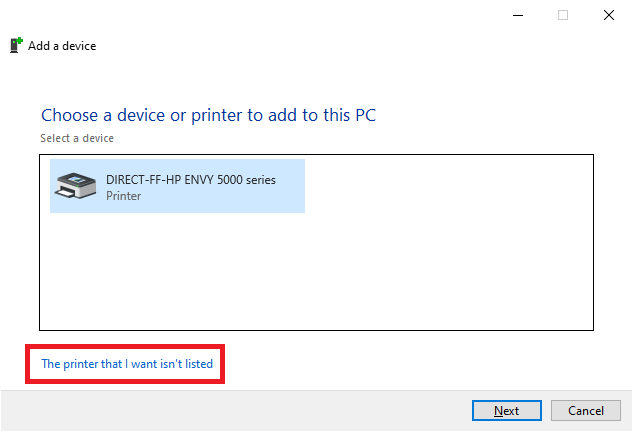 Add a device
Choose a device or printer to add to this PC
Select a device
DIRECT-FF-HP ENVY 5000 series
Printer
The printer that I want isn't listed
Next
Cancel